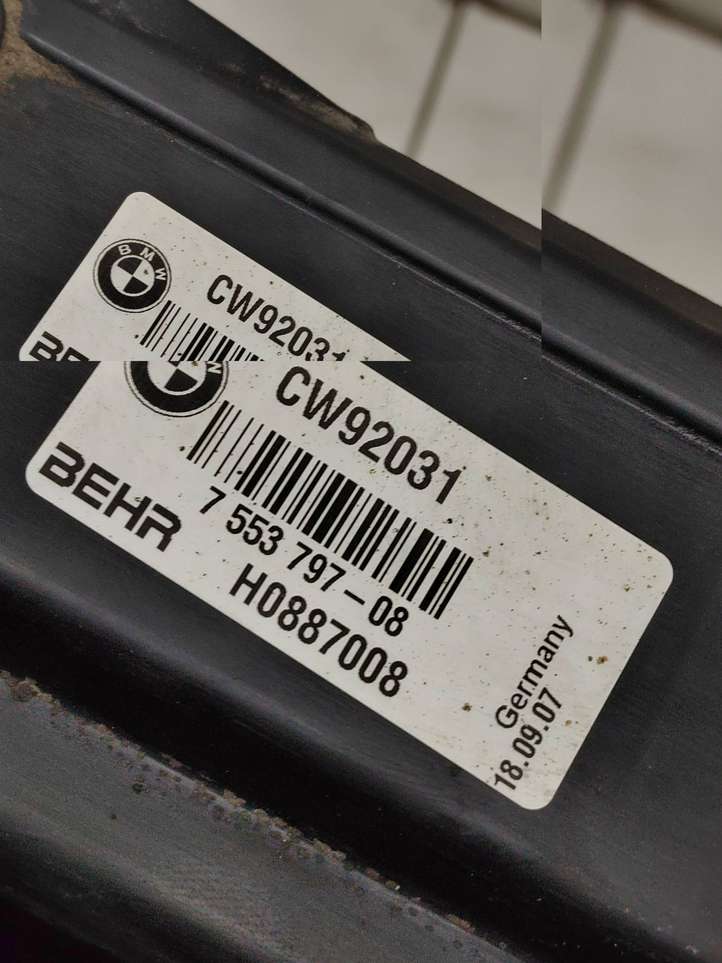 BMW
CW92031
BMW
CW92031
BEHR
7 553 797-08
H0887008
Germany
18.09.07